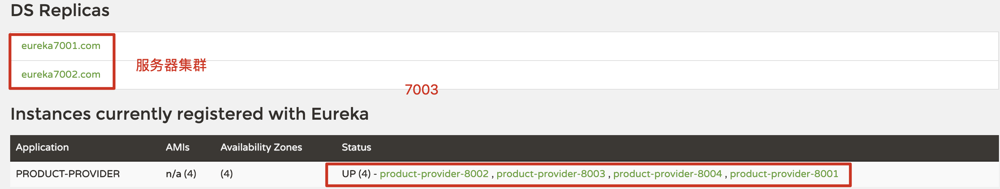 DS Replicas
eureka7001.com
服务器集群
eureka7002.com
7003
Instances currently registered with Eureka
Application AMIs Availability Zones Status
PRODUCT-PROVIDER n/a (4) (4) UP (4) - product-provider-8002 , product-provider-8003 , product-provider-8004 , product-provider-8001